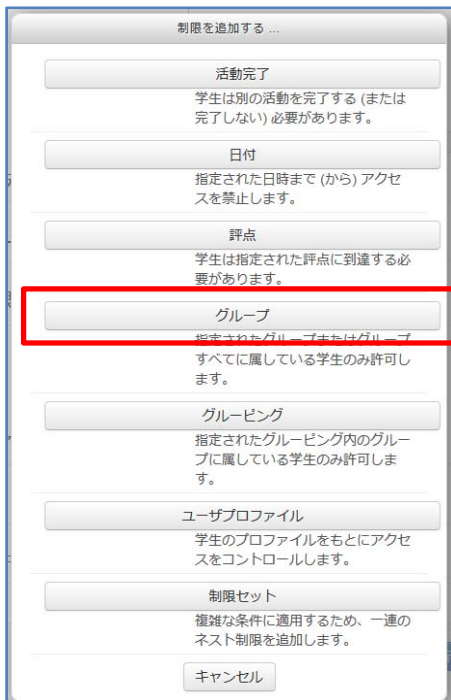 制限を追加する ...
活動完了
学生は別の活動を完了する (または
完了しない) 必要があります。
日付
指定された日時まで (から) アクセ
スを禁止します。
評点
学生は指定された評点に到達する必
要があります。
グループ
指定されたグループまたはグループ
すべてに属している学生のみ許可し
ます。
グルーピング
指定されたグルーピング内のグルー
プに属している学生のみ許可しま
す。
ユーザプロファイル
学生のプロファイルをもとにアクセ
スをコントロールします。
制限セット
複雑な条件に適用するため、一連の
ネスト制限を追加します。
キャンセル